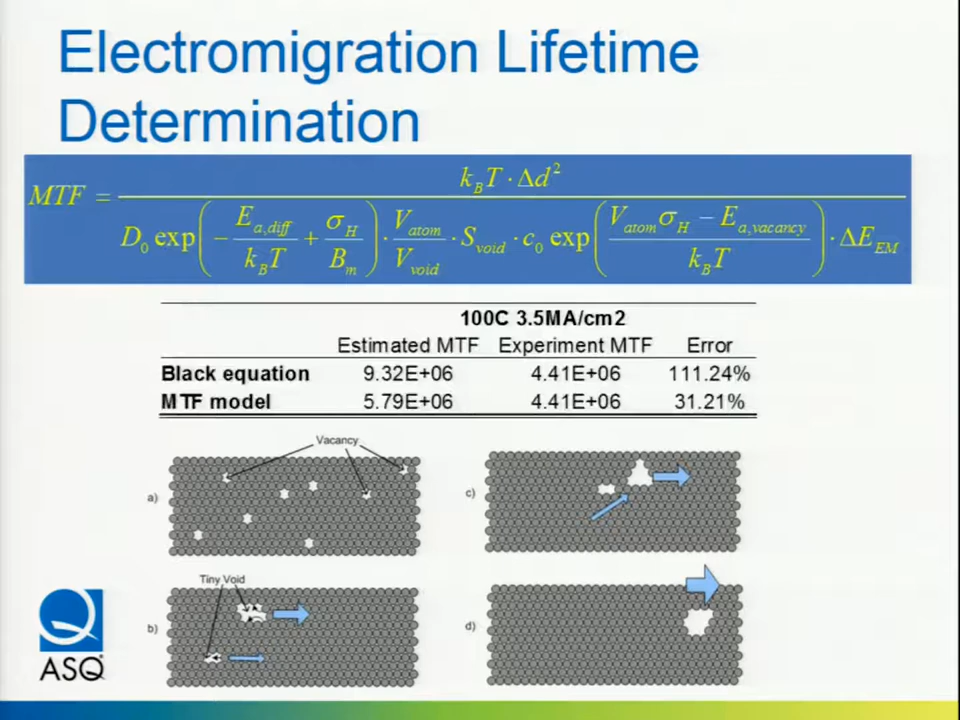 Electromigration Lifetime
Determination
MTF = k_B T · Δd² / D₀ exp(− E_a,diff / k_B T + σ_H / B_m) · V_atom / V_void · S_void · c₀ exp(V_atom σ_H − E_a,vacancy / k_B T) · ΔE_EM
100C 3.5MA/cm2
Estimated MTF Experiment MTF Error
Black equation 9.32E+06 4.41E+06 111.24%
MTF model 5.79E+06 4.41E+06 31.21%
Vacancy
a)
c)
Tiny Void
b)
d)
ASQ